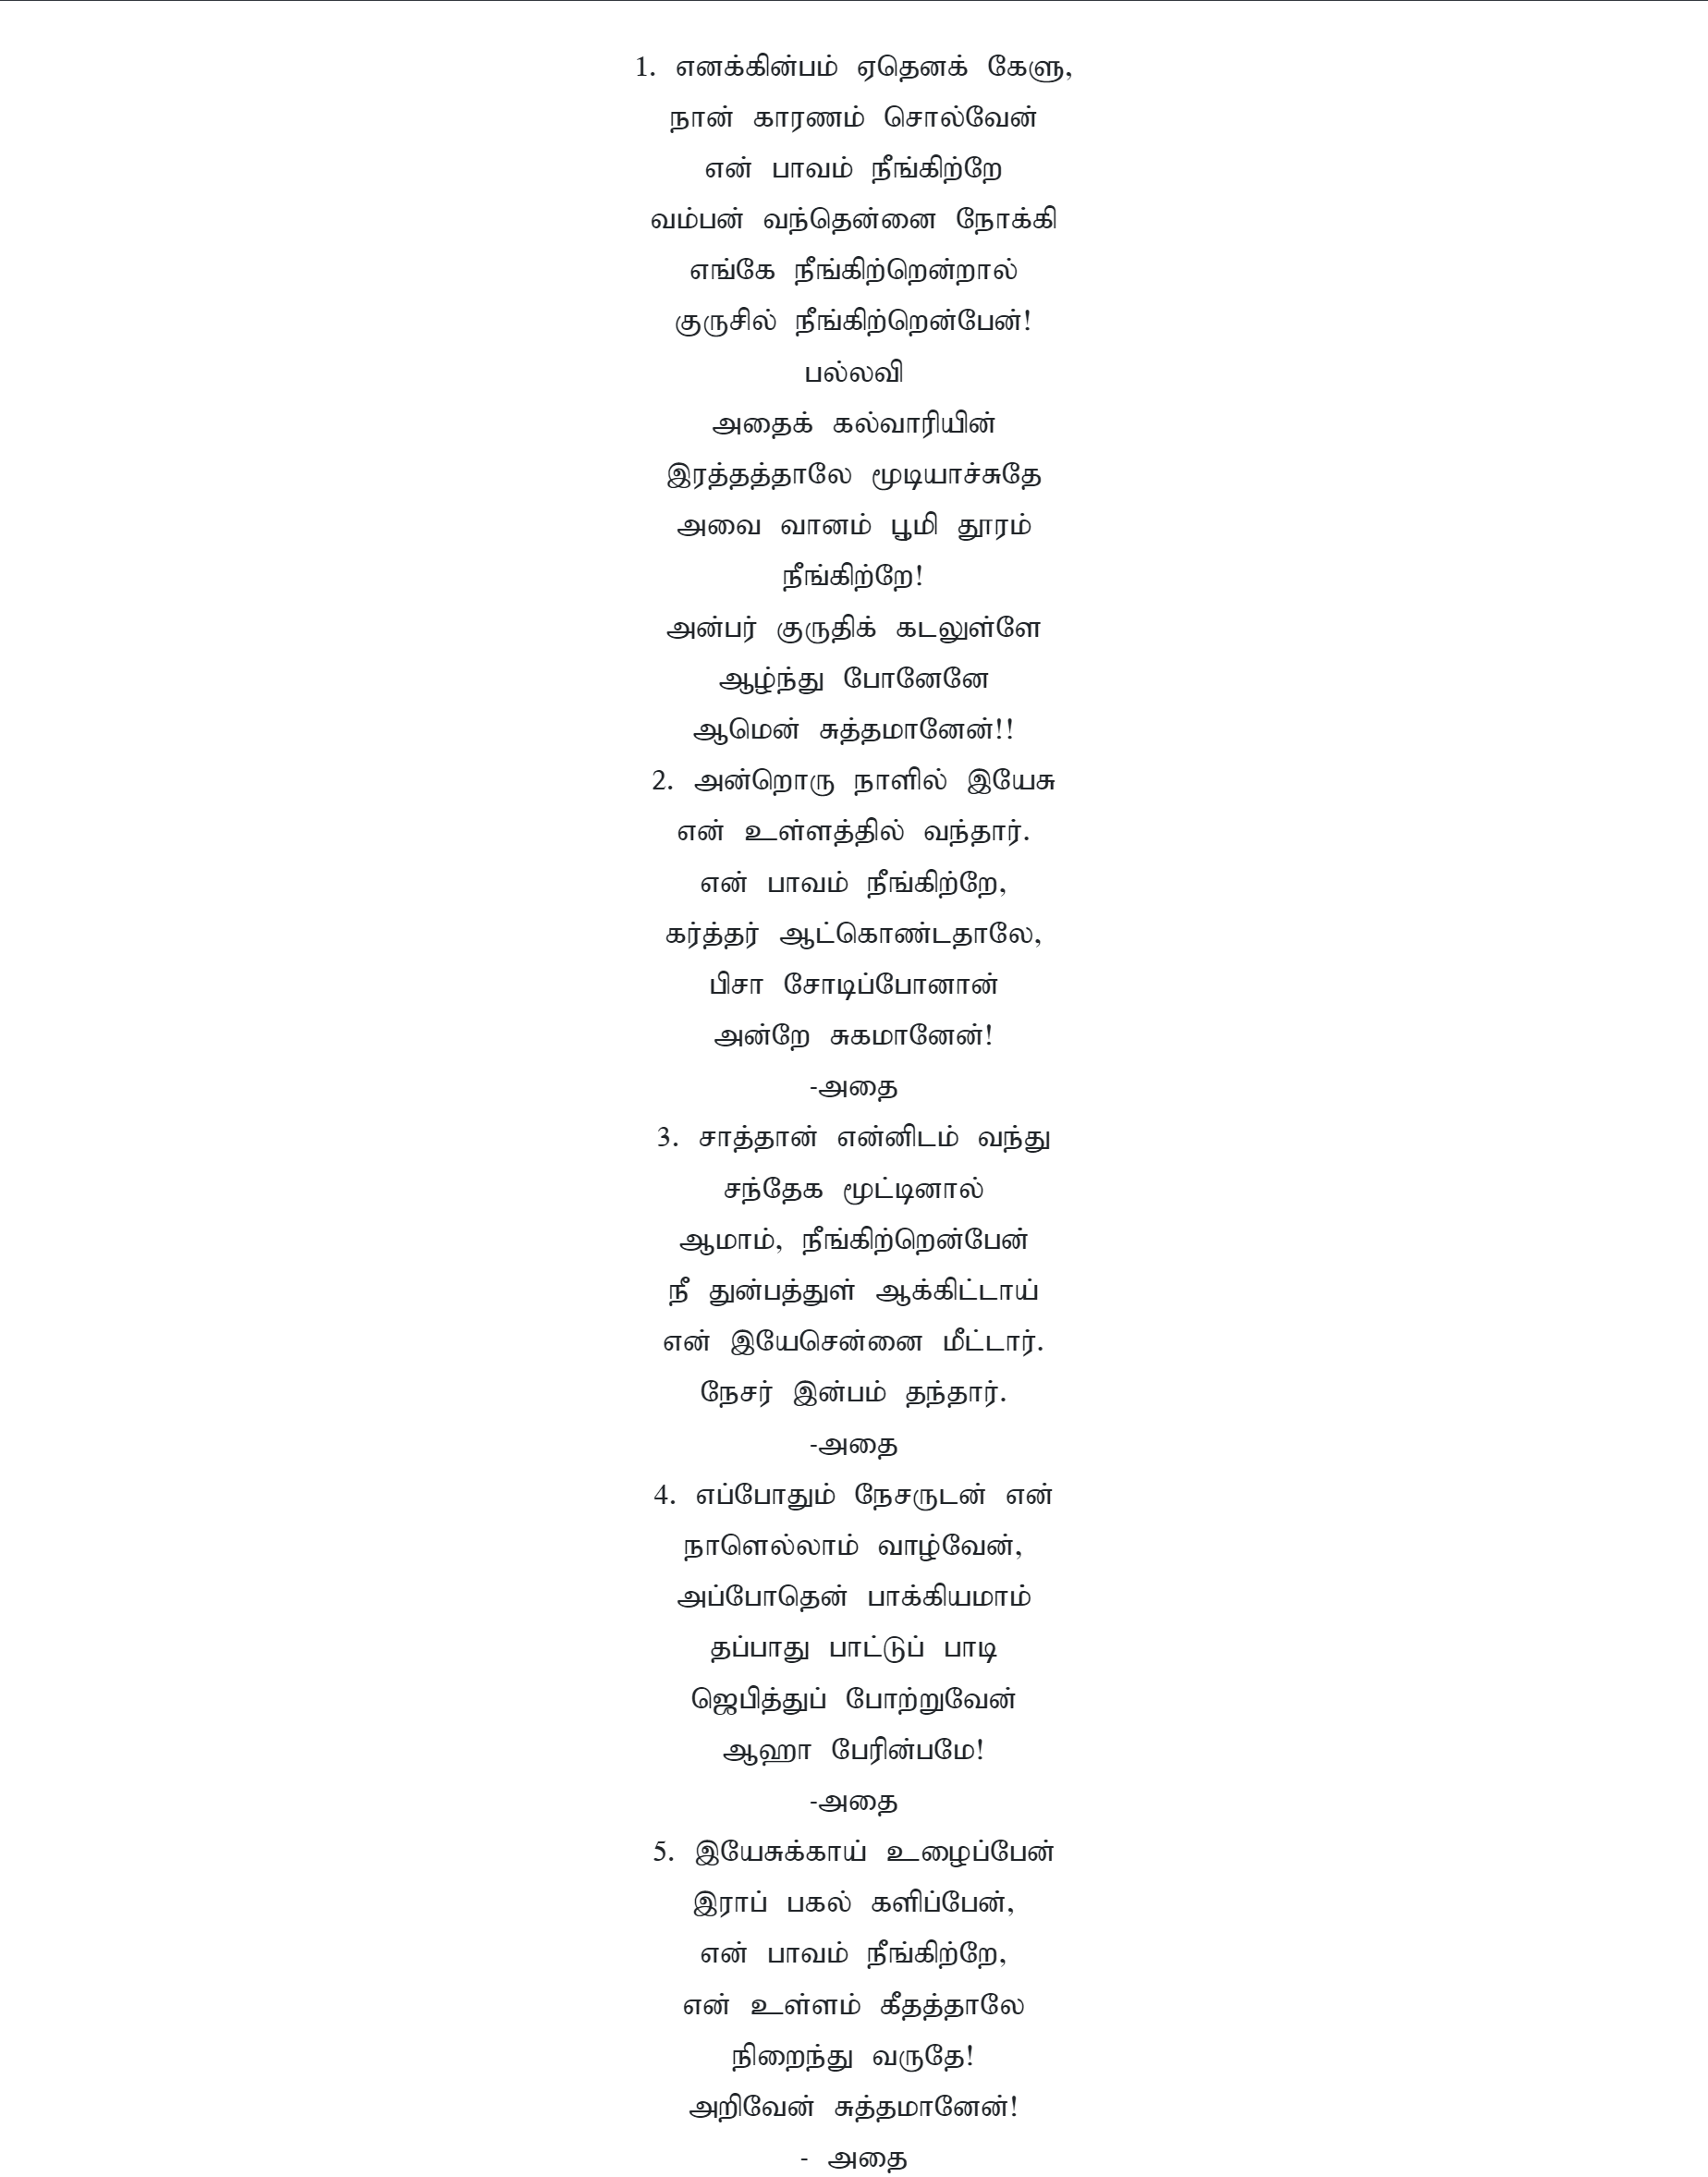 1. எனக்கின்பம் ஏதெனக் கேளு,
நான் காரணம் சொல்வேன்
என் பாவம் நீங்கிற்றே
வம்பன் வந்தென்னை நோக்கி
எங்கே நீங்கிற்றென்றால்
குருசில் நீங்கிற்றென்பேன்!
பல்லவி
அதைக் கல்வாரியின்
இரத்தத்தாலே மூடியாச்சுதே
அவை வானம் பூமி தூரம்
நீங்கிற்றே!
அன்பர் குருதிக் கடலுள்ளே
ஆழ்ந்து போனேனே
ஆமென் சுத்தமானேன்!!
2. அன்றொரு நாளில் இயேசு
என் உள்ளத்தில் வந்தார்.
என் பாவம் நீங்கிற்றே,
கர்த்தர் ஆட்கொண்டதாலே,
பிசா சோடிப்போனான்
அன்றே சுகமானேன்!
-அதை
3. சாத்தான் என்னிடம் வந்து
சந்தேக மூட்டினால்
ஆமாம், நீங்கிற்றென்பேன்
நீ துன்பத்துள் ஆக்கிட்டாய்
என் இயேசென்னை மீட்டார்.
நேசர் இன்பம் தந்தார்.
-அதை
4. எப்போதும் நேசருடன் என்
நாளெல்லாம் வாழ்வேன்,
அப்போதென் பாக்கியமாம்
தப்பாது பாட்டுப் பாடி
ஜெபித்துப் போற்றுவேன்
ஆஹா பேரின்பமே!
-அதை
5. இயேசுக்காய் உழைப்பேன்
இராப் பகல் களிப்பேன்,
என் பாவம் நீங்கிற்றே,
என் உள்ளம் கீதத்தாலே
நிறைந்து வருதே!
அறிவேன் சுத்தமானேன்!
- அதை